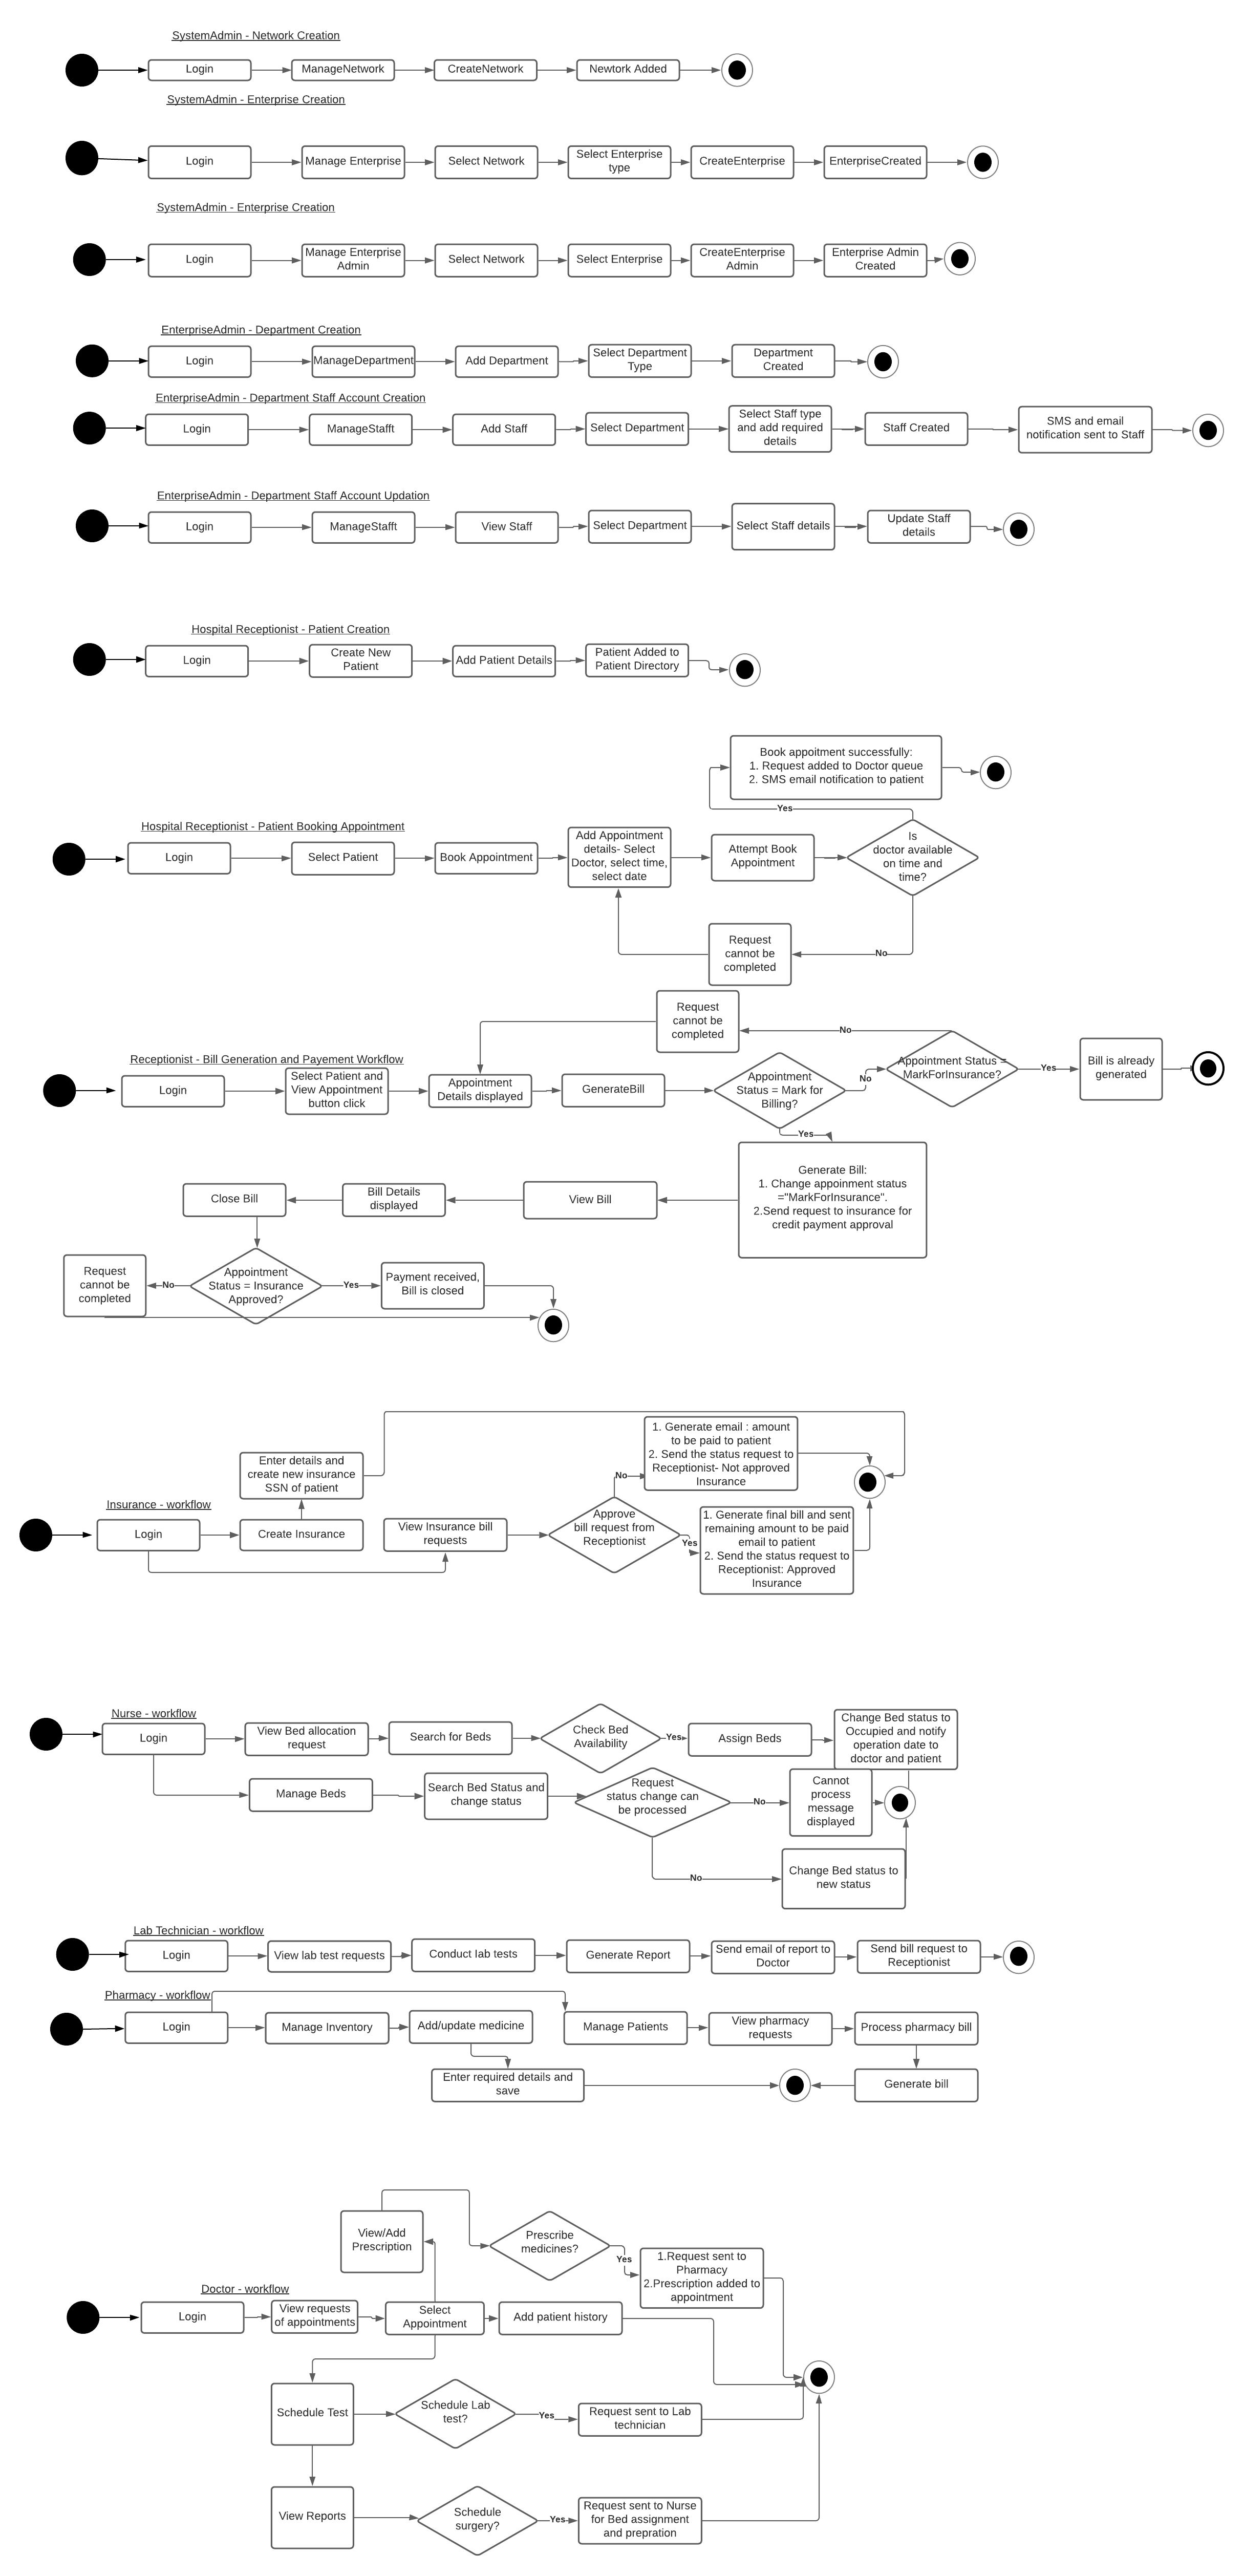 SystemAdmin - Network Creation
Login
ManageNetwork
CreateNetwork
Newtork Added
SystemAdmin - Enterprise Creation
Login
Manage Enterprise
Select Network
Select Enterprise
type
CreateEnterprise
EnterpriseCreated
SystemAdmin - Enterprise Creation
Login
Manage Enterprise
Admin
Select Network
Select Enterprise
CreateEnterprise
Admin
Enterprise Admin
Created
EnterpriseAdmin - Department Creation
Login
ManageDepartment
Add Department
Select Department
Type
Department
Created
EnterpriseAdmin - Department Staff Account Creation
Login
ManageStafft
Add Staff
Select Department
Select Staff type
and add required
details
Staff Created
SMS and email
notification sent to Staff
EnterpriseAdmin - Department Staff Account Updation
Login
ManageStafft
View Staff
Select Department
Select Staff details
Update Staff
details
Hospital Receptionist - Patient Creation
Login
Create New
Patient
Add Patient Details
Patient Added to
Patient Directory
Book appoitment successfully:
1. Request added to Doctor queue
2. SMS email notification to patient
Yes
Hospital Receptionist - Patient Booking Appointment
Login
Select Patient
Book Appointment
Add Appointment
details- Select
Doctor, select time,
select date
Attempt Book
Appointment
Is
doctor available
on time and
time?
No
Request
cannot be
completed
Request
cannot be
completed
No
Receptionist - Bill Generation and Payment Workflow
Login
Select Patient and
View Appointment
button click
Appointment
Details displayed
GenerateBill
Appointment
Status = Mark for
Billing?
No
Appointment Status =
MarkForInsurance?
Yes
Bill is already
generated
Yes
Generate Bill:
1. Change appoinment status
="MarkForInsurance".
2.Send request to insurance for
credit payment approval
View Bill
Bill Details
displayed
Close Bill
Appointment
Status = Insurance
Approved?
No
Request
cannot be
completed
Yes
Payment received,
Bill is closed
Insurance - workflow
Login
Create Insurance
Enter details and
create new insurance
SSN of patient
View Insurance bill
requests
Approve
bill request from
Receptionist
No
1. Generate email : amount
to be paid to patient
2. Send the status request to
Receptionist- Not approved
Insurance
Yes
1. Generate final bill and sent
remaining amount to be paid
email to patient
2. Send the status request to
Receptionist: Approved
Insurance
Nurse - workflow
Login
View Bed allocation
request
Search for Beds
Check Bed
Availability
Yes
Assign Beds
Change Bed status to
Occupied and notify
operation date to
doctor and patient
Manage Beds
Search Bed Status and
change status
Request
status change can
be processed
No
Cannot
process
message
displayed
No
Change Bed status to
new status
Lab Technician - workflow
Login
View lab test requests
Conduct lab tests
Generate Report
Send email of report to
Doctor
Send bill request to
Receptionist
Pharmacy - workflow
Login
Manage Inventory
Add/update medicine
Manage Patients
View pharmacy
requests
Process pharmacy bill
Enter required details and
save
Generate bill
View/Add
Prescription
Prescribe
medicines?
Yes
1.Request sent to
Pharmacy
2.Prescription added to
appointment
Doctor - workflow
Login
View requests
of appointments
Select
Appointment
Add patient history
Schedule Test
Schedule Lab
test?
Yes
Request sent to Lab
technician
View Reports
Schedule
surgery?
Yes
Request sent to Nurse
for Bed assignment
and prepration